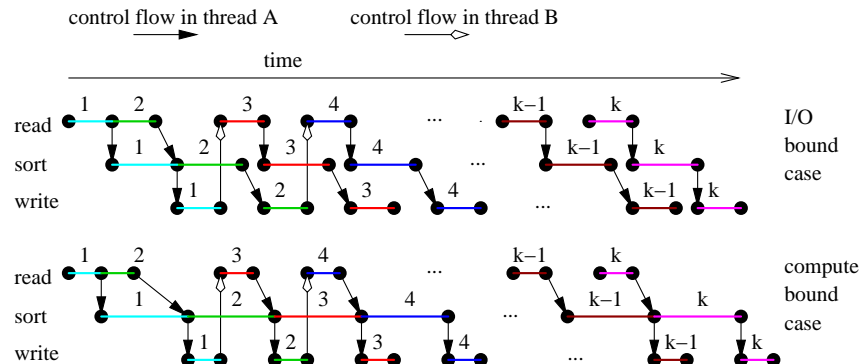 control flow in thread A control flow in thread B
time
1 2 3 4 ... k−1 k
read
I/O
bound
case
1 2 3 4 ... k−1 k
sort
1 2 3 4 ... k−1 k
write
1 2 3 4 ... k−1 k
read
compute
bound
case
1 2 3 4 ... k−1 k
sort
1 2 3 4 ... k−1 k
write